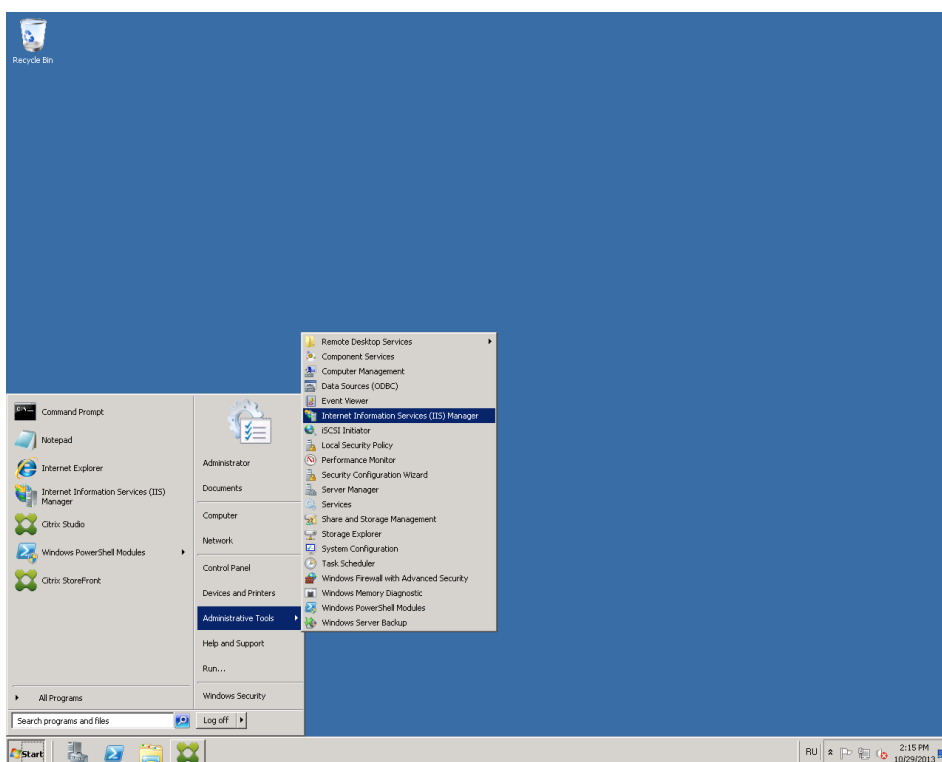 Recycle Bin
Remote Desktop Services
Component Services
Computer Management
Data Sources (ODBC)
Event Viewer
Internet Information Services (IIS) Manager
iSCSI Initiator
Local Security Policy
Performance Monitor
Security Configuration Wizard
Server Manager
Services
Share and Storage Management
Storage Explorer
System Configuration
Task Scheduler
Windows Firewall with Advanced Security
Windows Memory Diagnostic
Windows PowerShell Modules
Windows Server Backup
Command Prompt
Notepad
Internet Explorer
Internet Information Services (IIS)
Manager
Citrix Studio
Windows PowerShell Modules
Citrix StoreFront
All Programs
Search programs and files
Administrator
Documents
Computer
Network
Control Panel
Devices and Printers
Administrative Tools
Help and Support
Run...
Windows Security
Log off
Start
RU
2:15 PM
10/29/2013